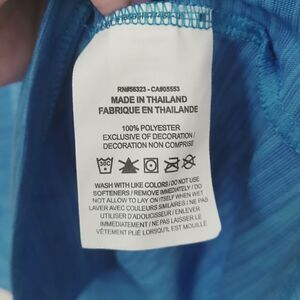 RN#56323 - CA#05553
MADE IN THAILAND
FABRIQUE EN THAILANDE
100% POLYESTER
EXCLUSIVE OF DECORATION /
DECORATION NON COMPRISE
30C
WASH WITH LIKE COLORS / DO NOT USE
SOFTENERS / REMOVE IMMEDIATELY / DO
NOT ALLOW TO LAY ON ITSELF WHEN WET
LAVER AVEC COULEURS SIMILAIRES / NE PAS
UTILISER D'ADOUCISSEUR / ENLEVER
IMMEDIATEMENT / NE PAS LAISSER LE
VÊTEMENT PLIÉ LORSQU'IL EST MOUILLÉ